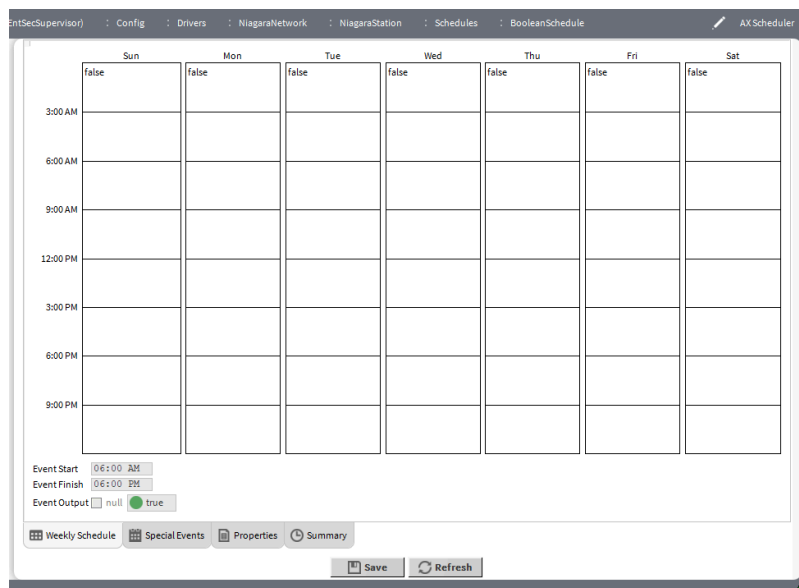 EntSecSupervisor) : Config : Drivers : NiagaraNetwork : NiagaraStation : Schedules : BooleanSchedule AX Scheduler
Sun Mon Tue Wed Thu Fri Sat
false false false false false false false
3:00 AM
6:00 AM
9:00 AM
12:00 PM
3:00 PM
6:00 PM
9:00 PM
Event Start 06:00 AM
Event Finish 06:00 PM
Event Output null true
Weekly Schedule Special Events Properties Summary
Save Refresh